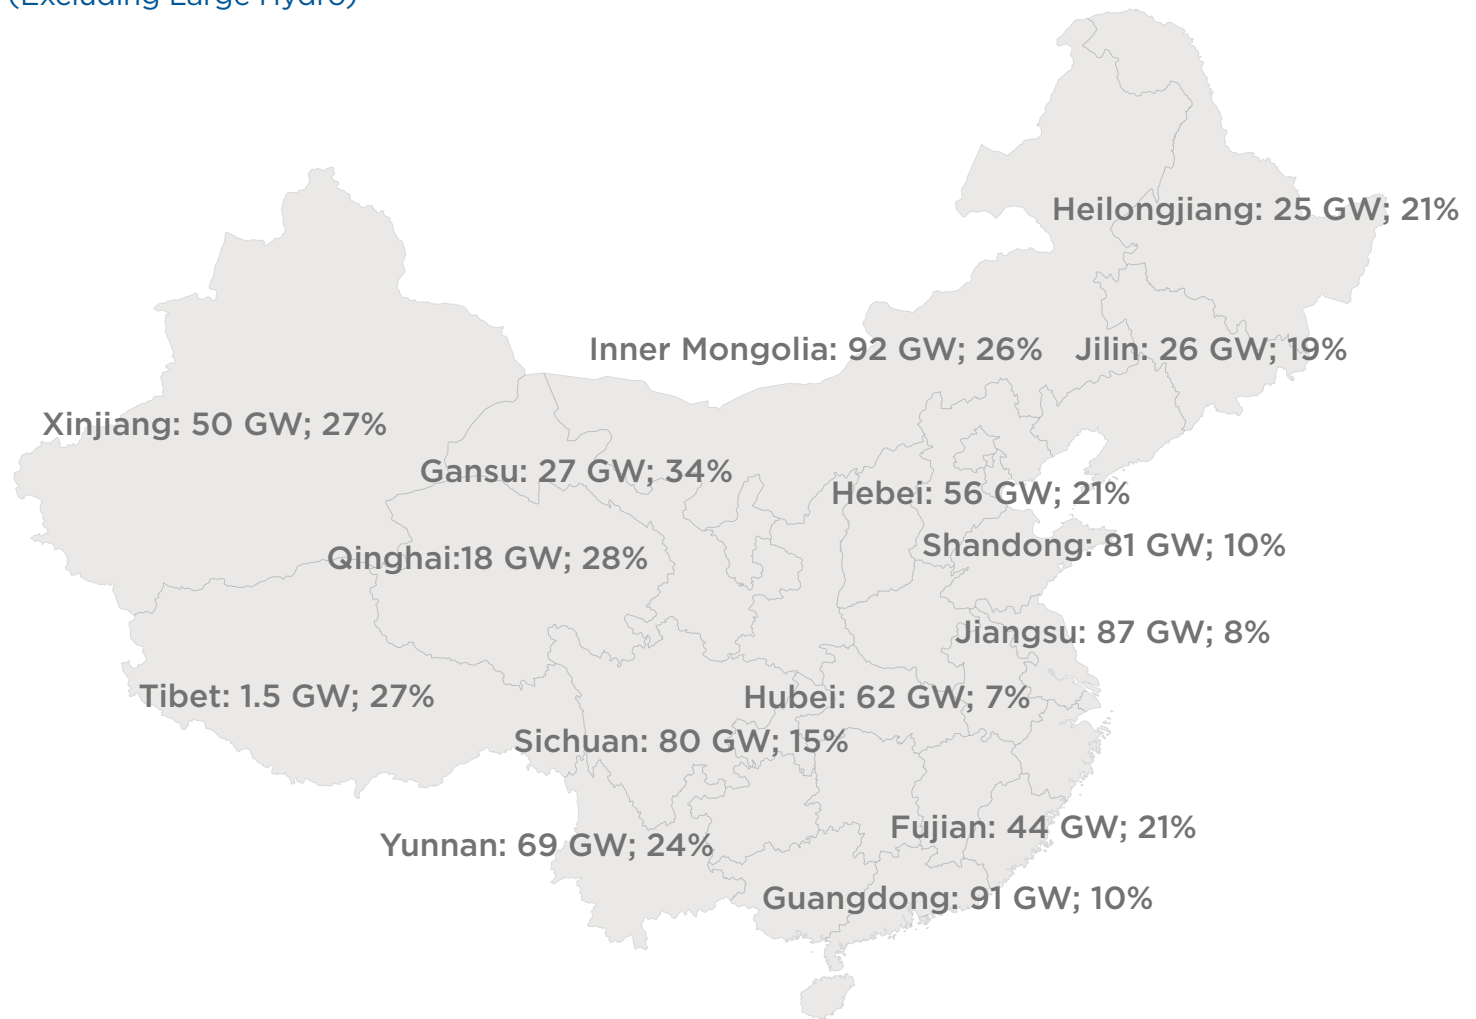 (Excluding Large Hydro)
Heilongjiang: 25 GW; 21%
Inner Mongolia: 92 GW; 26%
Jilin: 26 GW; 19%
Xinjiang: 50 GW; 27%
Gansu: 27 GW; 34%
Hebei: 56 GW; 21%
Shandong: 81 GW; 10%
Qinghai:18 GW; 28%
Jiangsu: 87 GW; 8%
Tibet: 1.5 GW; 27%
Hubei: 62 GW; 7%
Sichuan: 80 GW; 15%
Fujian: 44 GW; 21%
Yunnan: 69 GW; 24%
Guangdong: 91 GW; 10%